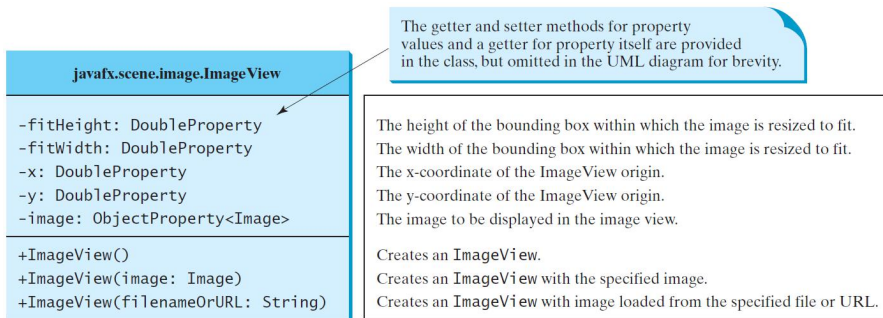 The getter and setter methods for property
values and a getter for property itself are provided
in the class, but omitted in the UML diagram for brevity.
javafx.scene.image.ImageView
-fitHeight: DoubleProperty
-fitWidth: DoubleProperty
-x: DoubleProperty
-y: DoubleProperty
-image: ObjectProperty<Image>
The height of the bounding box within which the image is resized to fit.
The width of the bounding box within which the image is resized to fit.
The x-coordinate of the ImageView origin.
The y-coordinate of the ImageView origin.
The image to be displayed in the image view.
+ImageView()
+ImageView(image: Image)
+ImageView(filenameOrURL: String)
Creates an ImageView.
Creates an ImageView with the specified image.
Creates an ImageView with image loaded from the specified file or URL.